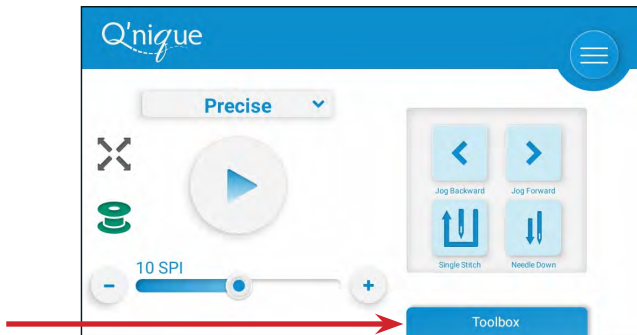 Q'nique
Precise
Jog Backward
Jog Forward
Single Stitch
Needle Down
10 SPI
Toolbox